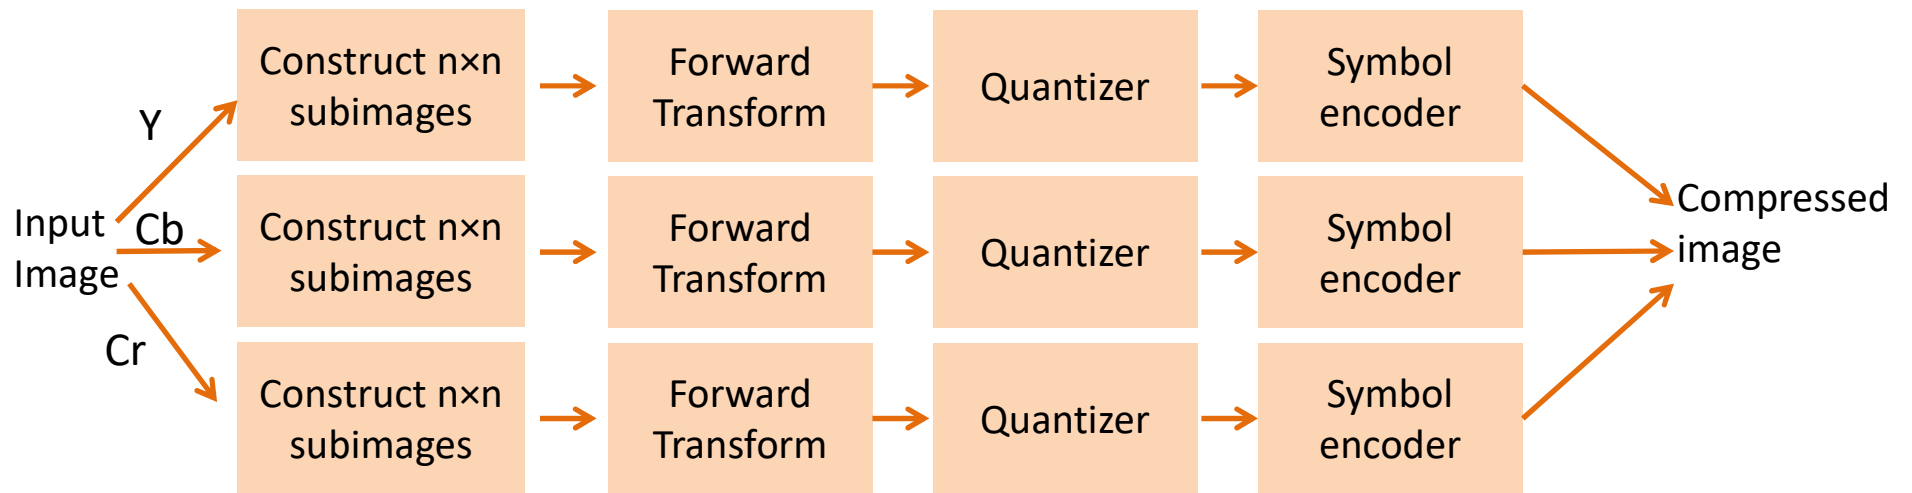 Input
Image
Y
Cb
Cr
Construct n×n
subimages
Forward
Transform
Quantizer
Symbol
encoder
Construct n×n
subimages
Forward
Transform
Quantizer
Symbol
encoder
Construct n×n
subimages
Forward
Transform
Quantizer
Symbol
encoder
Compressed
image